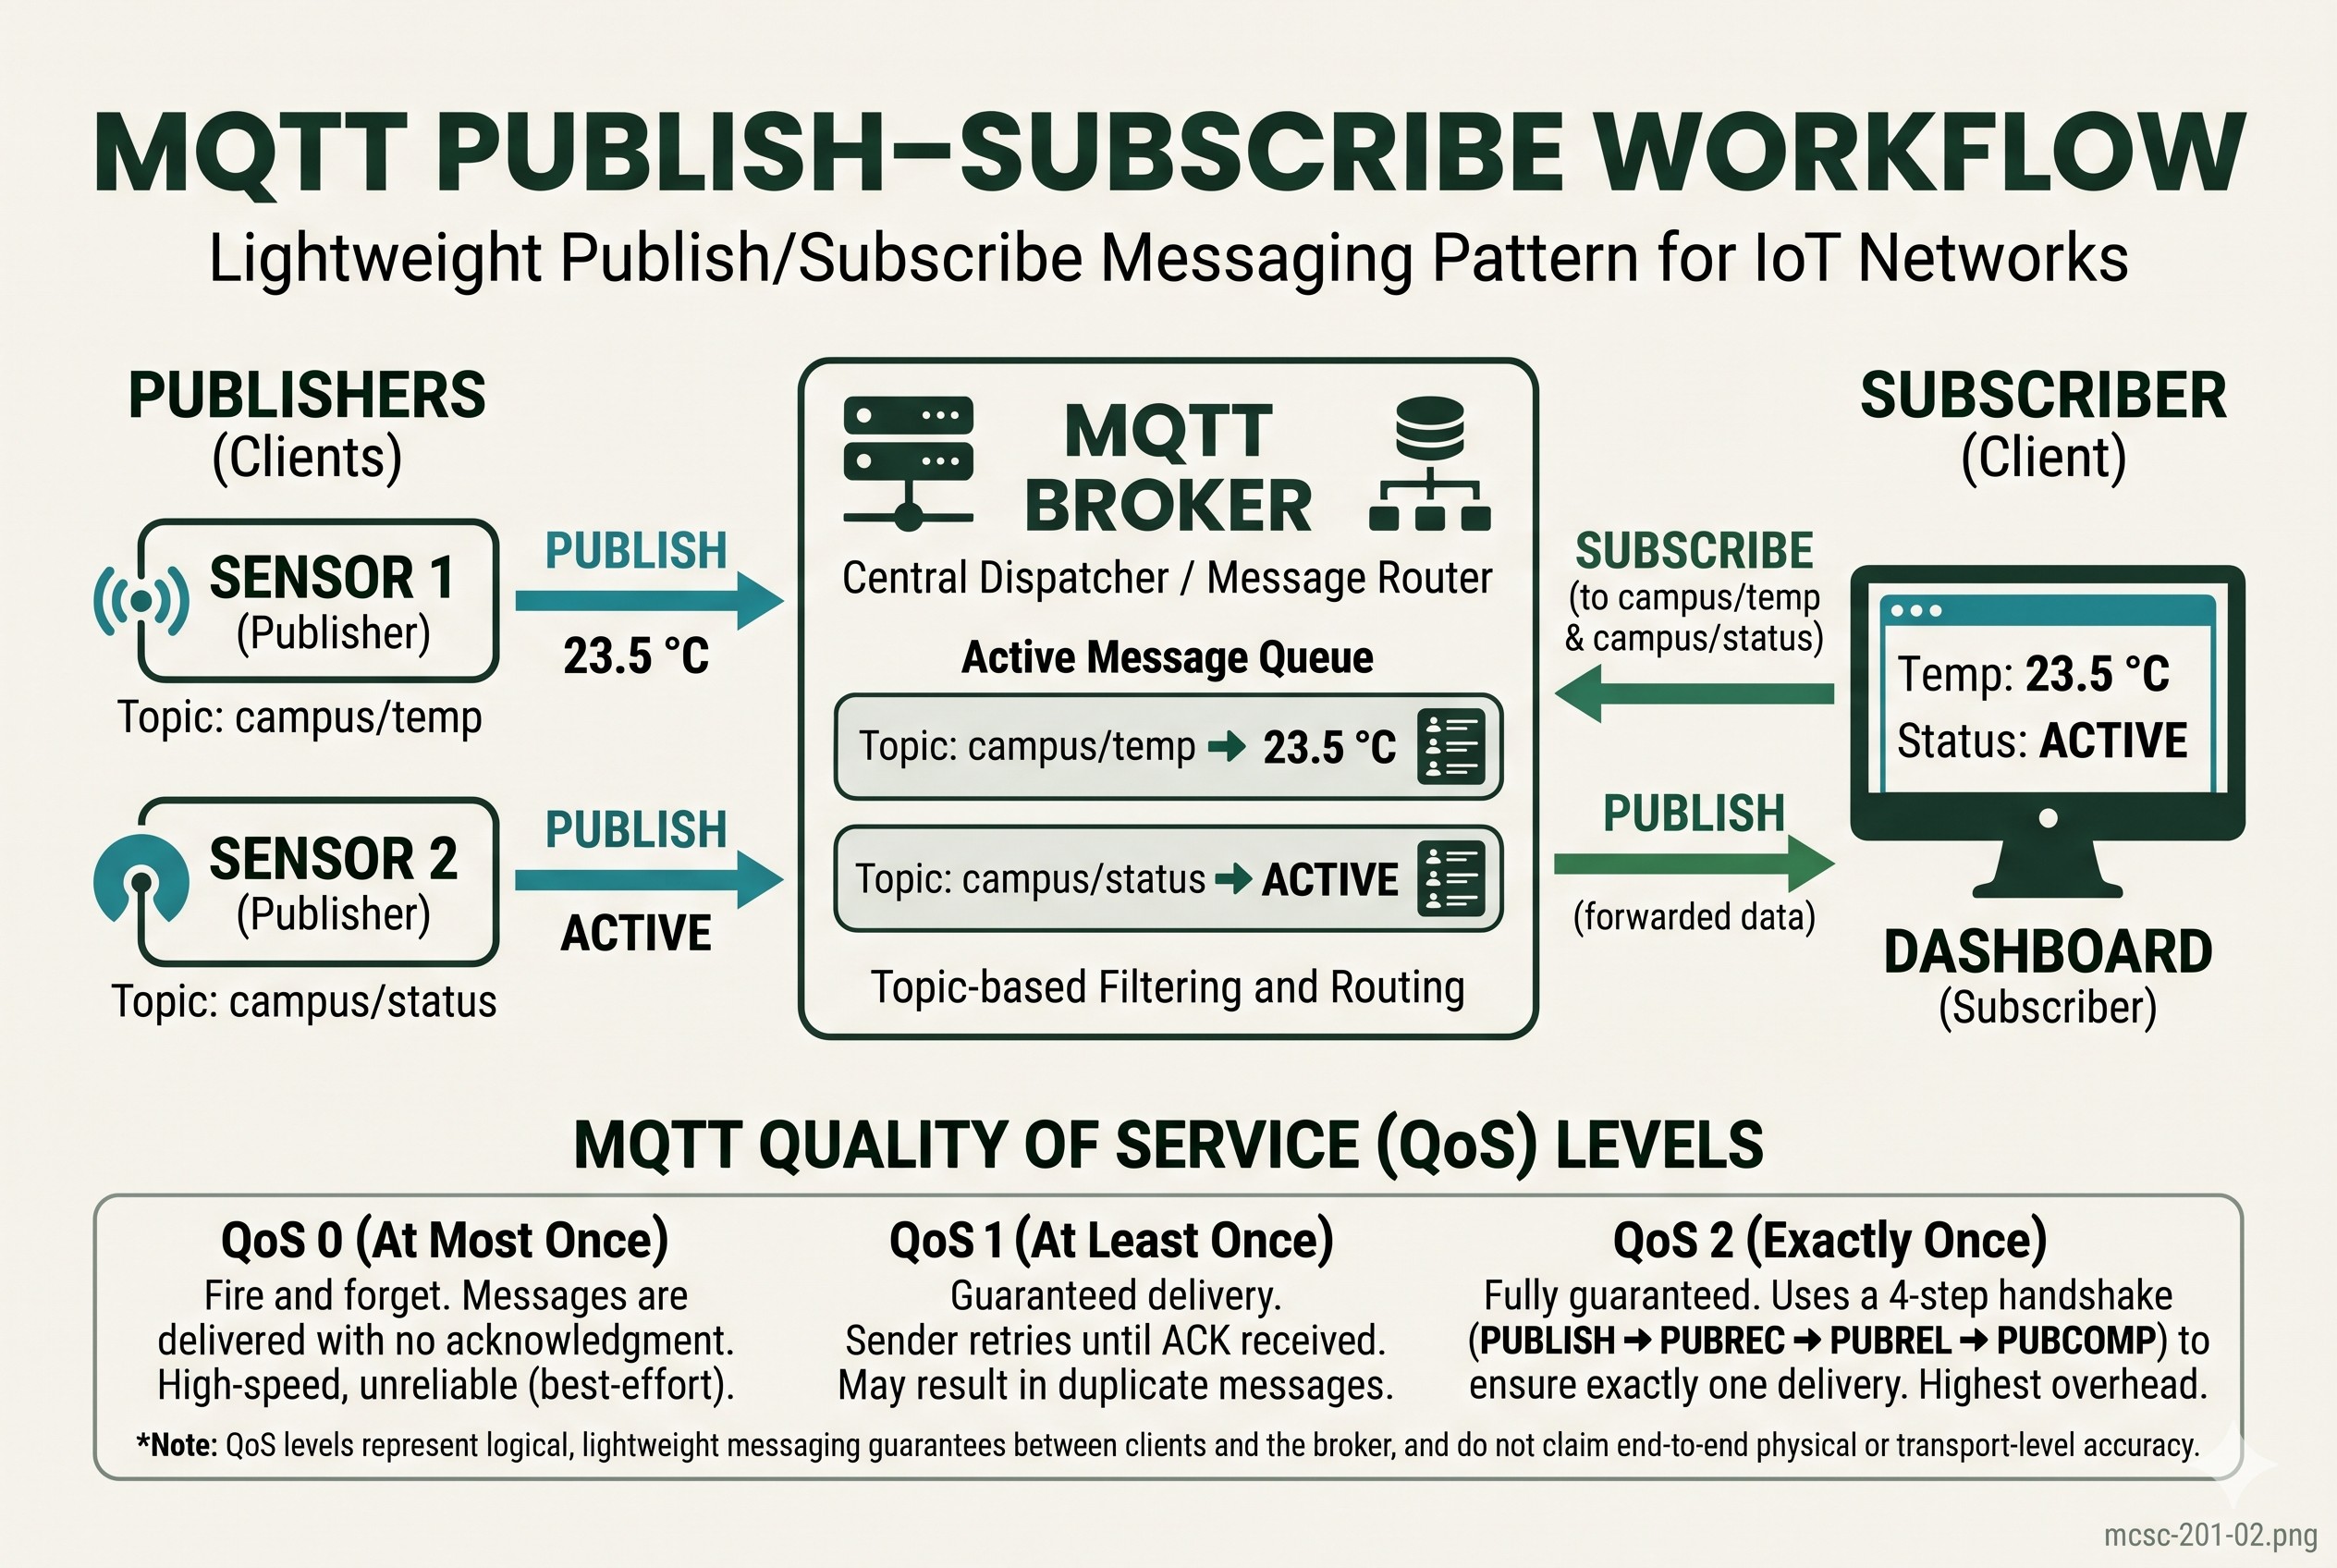 MQTT PUBLISH–SUBSCRIBE WORKFLOW
Lightweight Publish/Subscribe Messaging Pattern for IoT Networks
PUBLISHERS
(Clients)
SENSOR 1
(Publisher)
Topic: campus/temp
PUBLISH
23.5 °C
SENSOR 2
(Publisher)
Topic: campus/status
PUBLISH
ACTIVE
MQTT
BROKER
Central Dispatcher / Message Router
Active Message Queue
Topic: campus/temp → 23.5 °C
Topic: campus/status → ACTIVE
Topic-based Filtering and Routing
SUBSCRIBE
(to campus/temp
& campus/status)
PUBLISH
(forwarded data)
SUBSCRIBER
(Client)
Temp: 23.5 °C
Status: ACTIVE
DASHBOARD
(Subscriber)
MQTT QUALITY OF SERVICE (QoS) LEVELS
QoS 0 (At Most Once)
Fire and forget. Messages are
delivered with no acknowledgment.
High-speed, unreliable (best-effort).
QoS 1 (At Least Once)
Guaranteed delivery.
Sender retries until ACK received.
May result in duplicate messages.
QoS 2 (Exactly Once)
Fully guaranteed. Uses a 4-step handshake
(PUBLISH → PUBREC → PUBREL → PUBCOMP) to
ensure exactly one delivery. Highest overhead.
*Note: QoS levels represent logical, lightweight messaging guarantees between clients and the broker, and do not claim end-to-end physical or transport-level accuracy.
mcsc-201-02.png